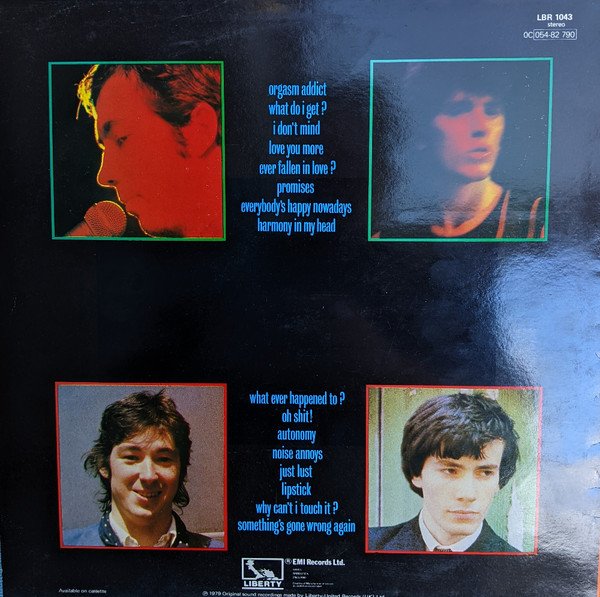 LBR 1043
stereo
OC 054-82 790
orgasm addict
what do i get?
i don't mind
love you more
ever fallen in love?
promises
everybody's happy nowadays
harmony in my head
what ever happened to?
oh shit!
autonomy
noise annoys
just lust
lipstick
why can't i touch it?
something's gone wrong again
LIBERTY
℗ EMI Records Ltd.
Available on cassette
℗ 1979 Original sound recordings made by Liberty-United Records (UK) Ltd.